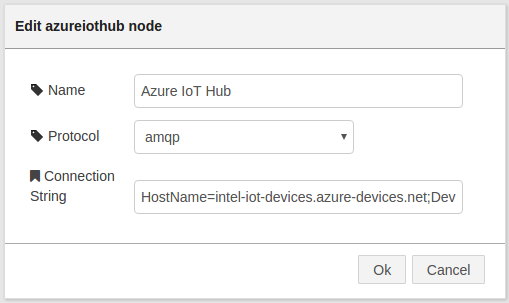 Edit azureiothub node
Name
Azure IoT Hub
Protocol
amqp
Connection
String
HostName=intel-iot-devices.azure-devices.net;Dev
Ok
Cancel